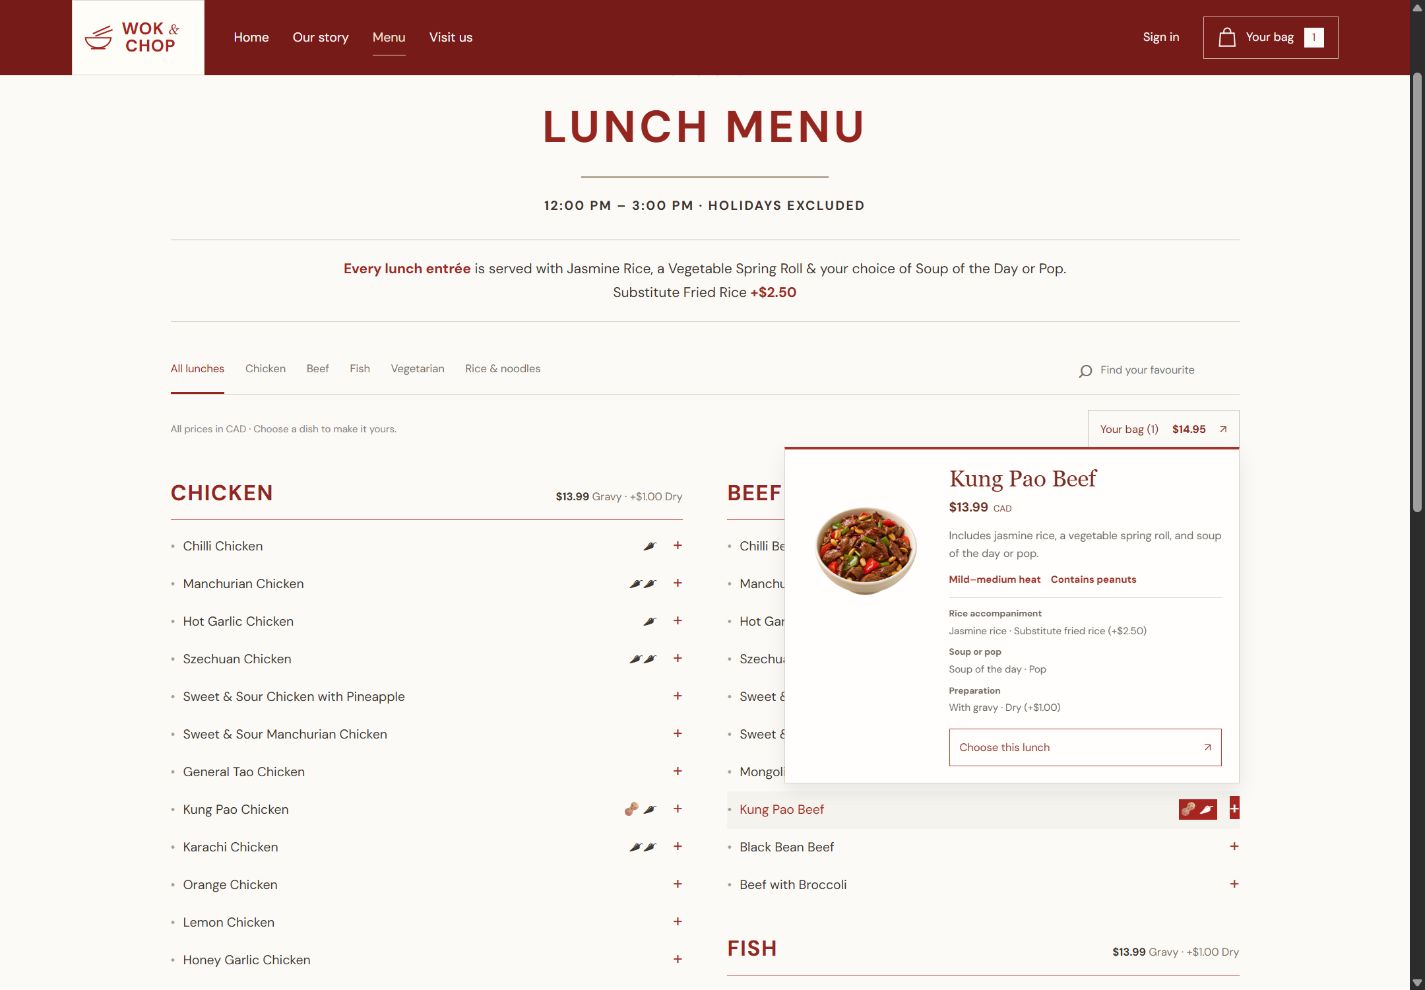 WOK &
CHOP
Home
Our story
Menu
Visit us
Sign in
Your bag 1
LUNCH MENU
12:00 PM – 3:00 PM · HOLIDAYS EXCLUDED
Every lunch entrée is served with Jasmine Rice, a Vegetable Spring Roll & your choice of Soup of the Day or Pop.
Substitute Fried Rice +$2.50
All lunches
Chicken
Beef
Fish
Vegetarian
Rice & noodles
Find your favourite
All prices in CAD · Choose a dish to make it yours.
Your bag (1) $14.95
CHICKEN
$13.99 Gravy · +$1.00 Dry
• Chilli Chicken +
• Manchurian Chicken +
• Hot Garlic Chicken +
• Szechuan Chicken +
• Sweet & Sour Chicken with Pineapple +
• Sweet & Sour Manchurian Chicken +
• General Tao Chicken +
• Kung Pao Chicken +
• Karachi Chicken +
• Orange Chicken +
• Lemon Chicken +
• Honey Garlic Chicken +
BEEF
• Chilli Be
• Manchu
• Hot Gar
• Szechua
• Sweet &
• Sweet &
• Mongoli
• Kung Pao Beef +
• Black Bean Beef +
• Beef with Broccoli +
Kung Pao Beef
$13.99 CAD
Includes jasmine rice, a vegetable spring roll, and soup
of the day or pop.
Mild–medium heat Contains peanuts
Rice accompaniment
Jasmine rice · Substitute fried rice (+$2.50)
Soup or pop
Soup of the day · Pop
Preparation
With gravy · Dry (+$1.00)
Choose this lunch
FISH
$13.99 Gravy · +$1.00 Dry